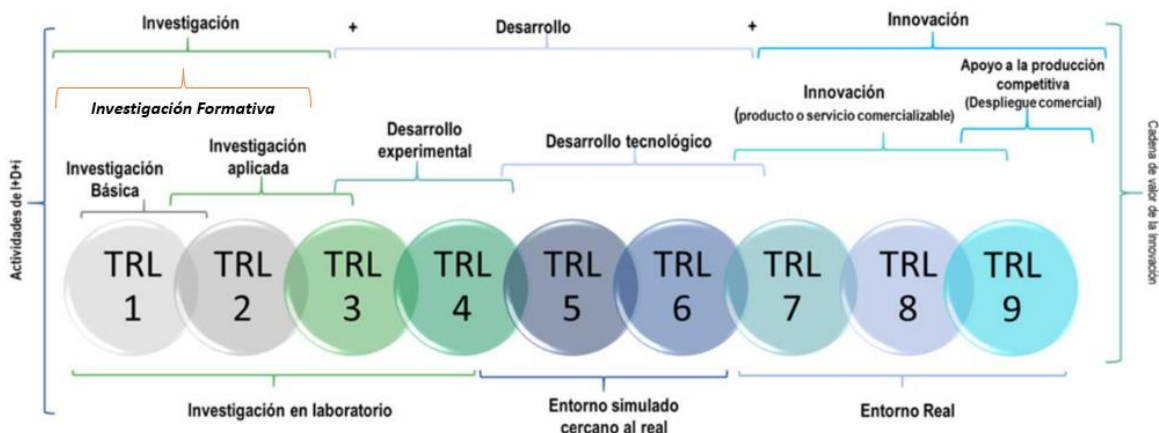 Investigación + Desarrollo + Innovación
Investigación Formativa
Apoyo a la producción
competitiva
(Despliegue comercial)
Innovación
(producto o servicio comercializable)
Desarrollo
experimental
Desarrollo tecnológico
Investigación
aplicada
Investigación
Básica
Actividades de I+D+i
Cadena de valor de la Innovación
TRL
1
TRL
2
TRL
3
TRL
4
TRL
5
TRL
6
TRL
7
TRL
8
TRL
9
Investigación en laboratorio
Entorno simulado
cercano al real
Entorno Real